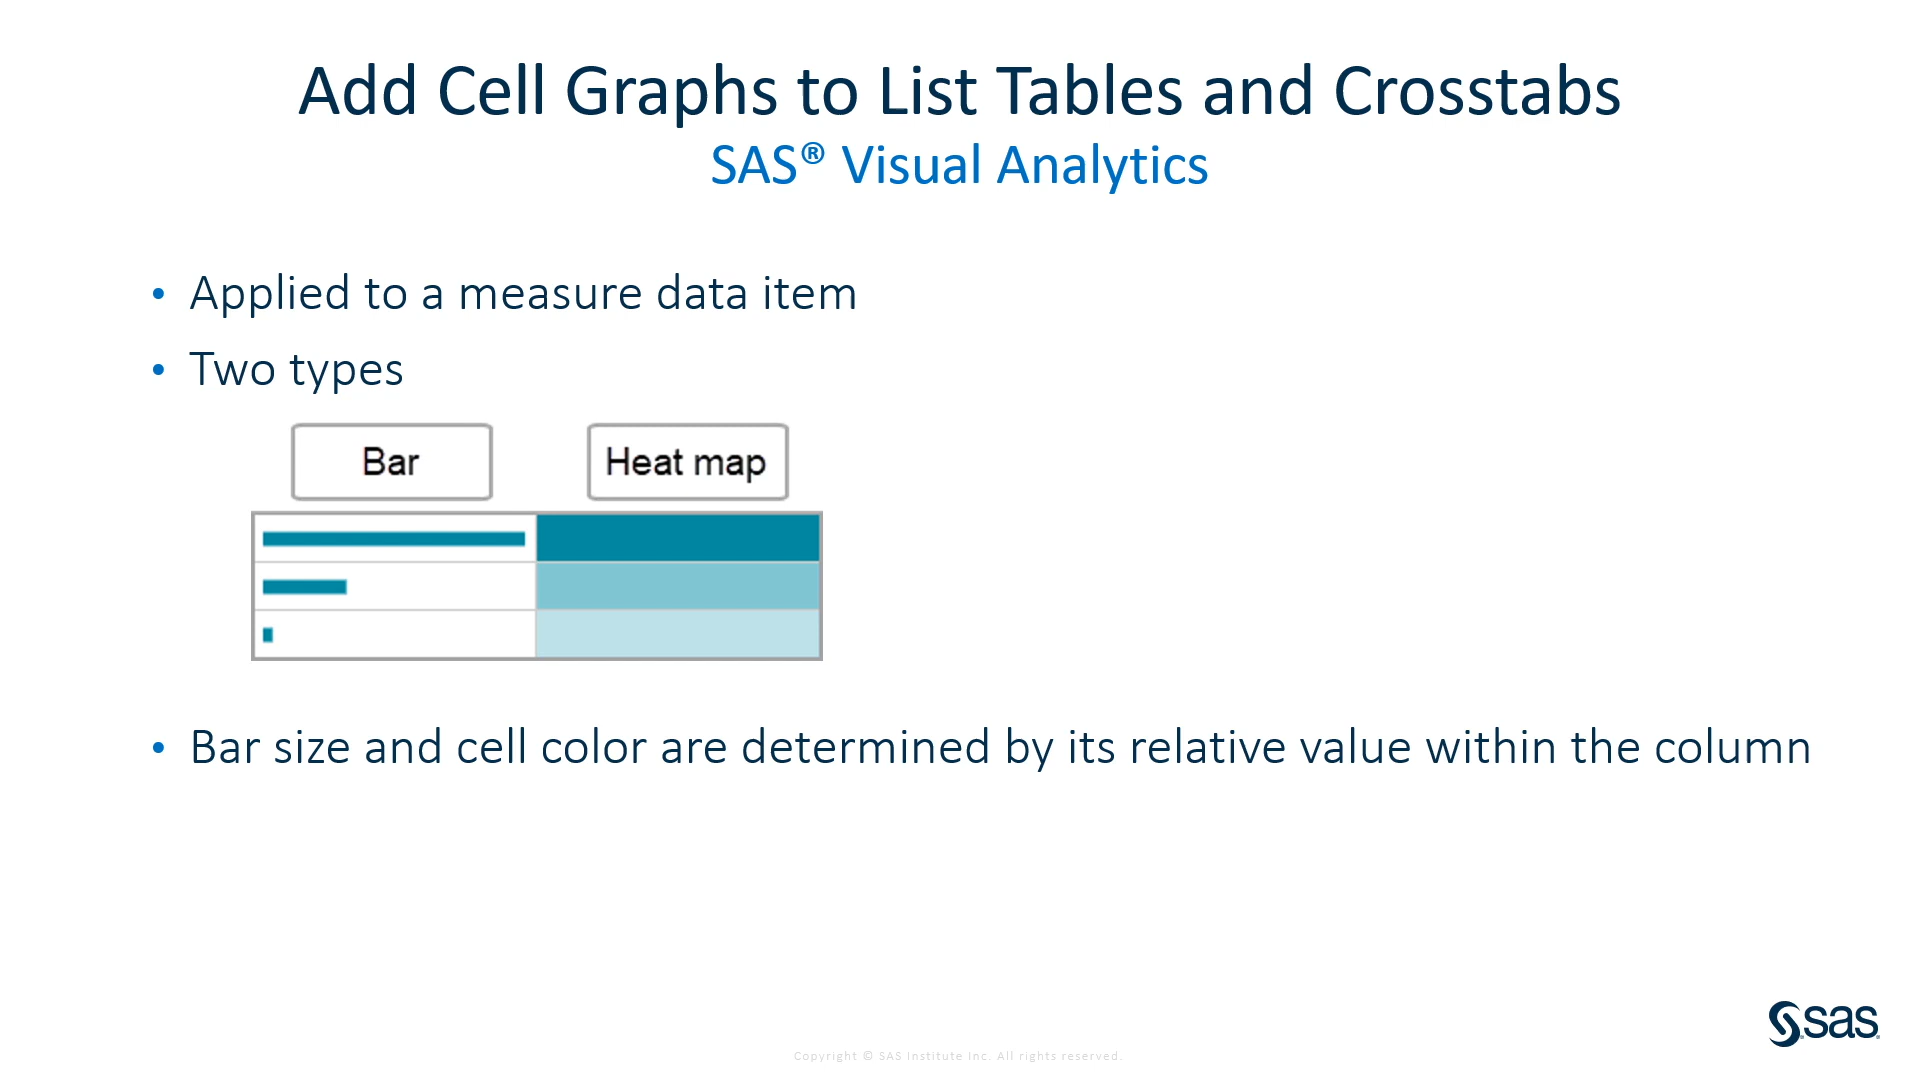 Add Cell Graphs to List Tables and Crosstabs
SAS® Visual Analytics
• Applied to a measure data item
• Two types
Bar
Heat map
• Bar size and cell color are determined by its relative value within the column
sas
Copyright © SAS Institute Inc. All rights reserved.